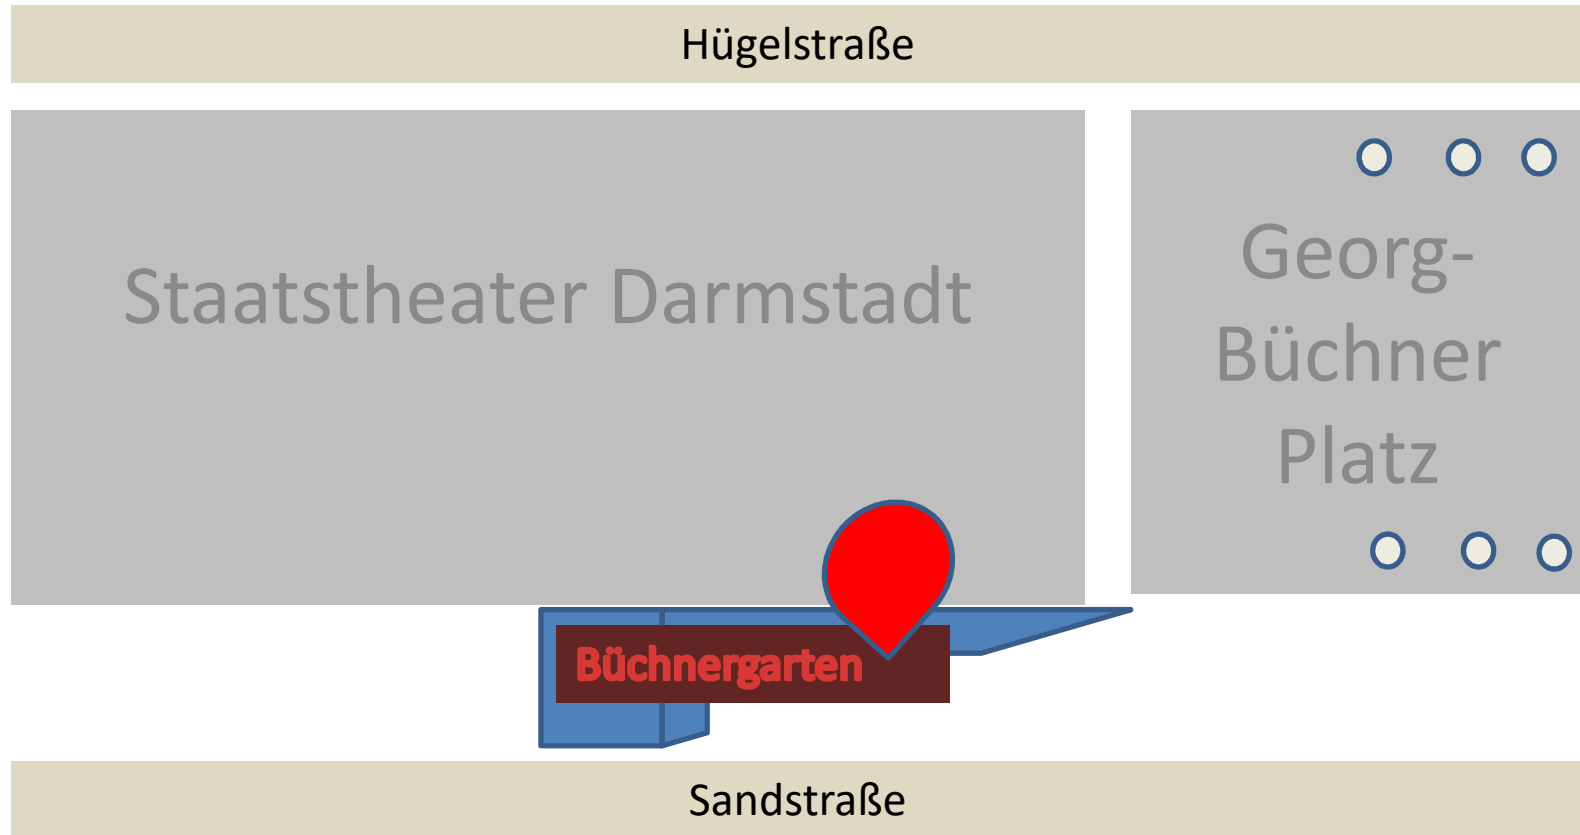 Hügelstraße
Staatstheater Darmstadt
Georg-
Büchner
Platz
Büchnergarten
Sandstraße